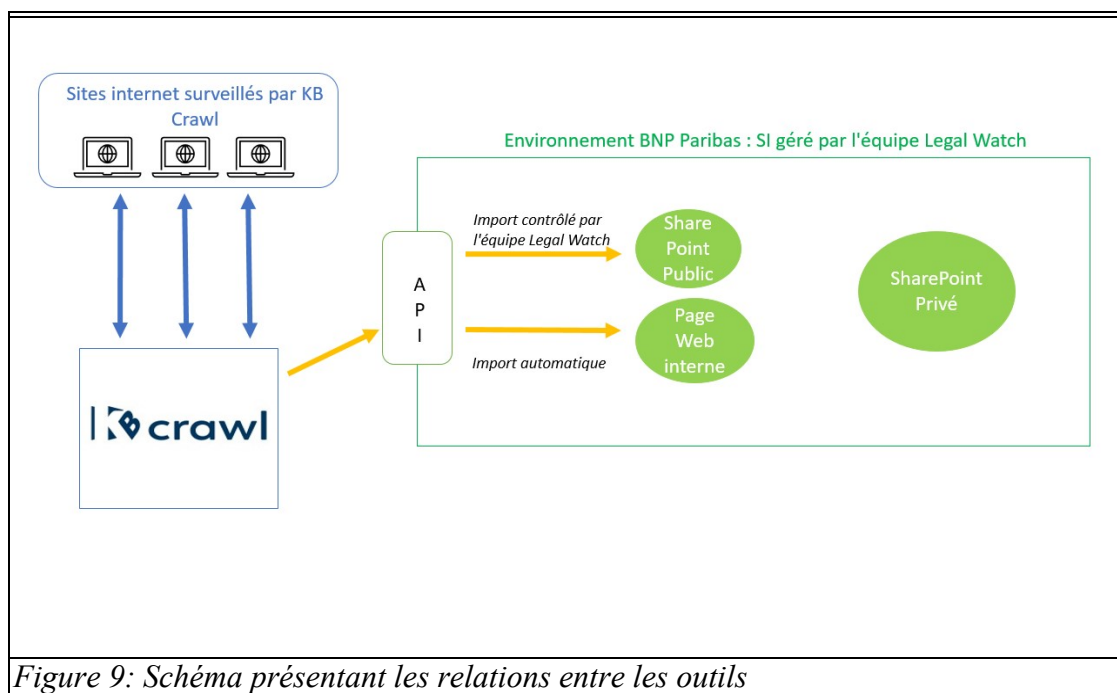 Sites internet surveillés par KB
Crawl
Environnement BNP Paribas : SI géré par l'équipe Legal Watch
Import contrôlé par
l'équipe Legal Watch
Share
Point
Public
SharePoint
Privé
A
P
I
Page
Web
interne
Import automatique
KB crawl
Figure 9: Schéma présentant les relations entre les outils